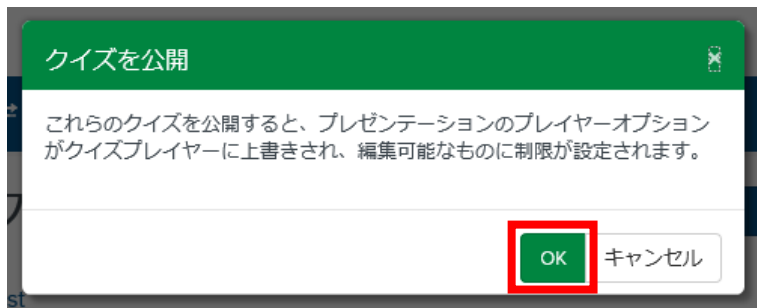 クイズを公開
これらのクイズを公開すると、プレゼンテーションのプレイヤーオプション
がクイズプレイヤーに上書きされ、編集可能なものに制限が設定されます。
OK キャンセル
st